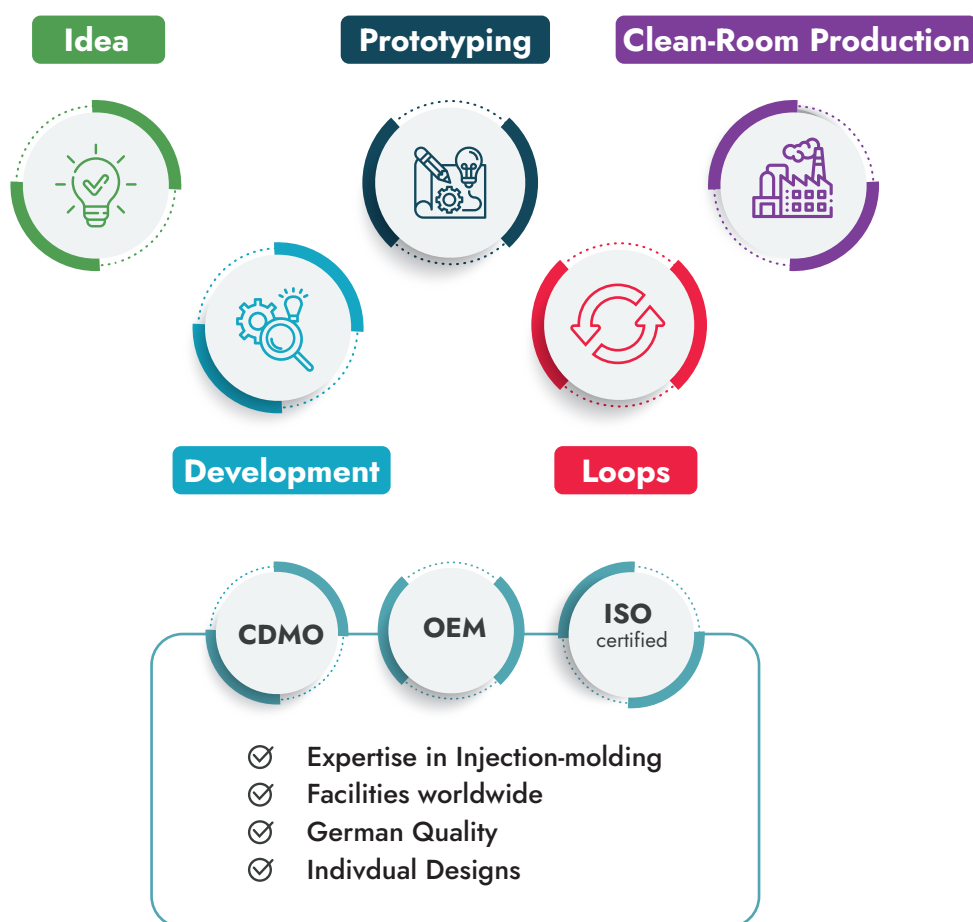 Idea
Prototyping
Clean-Room Production
Development
Loops
CDMO
OEM
ISO
certified
Expertise in Injection-molding
Facilities worldwide
German Quality
Indivdual Designs